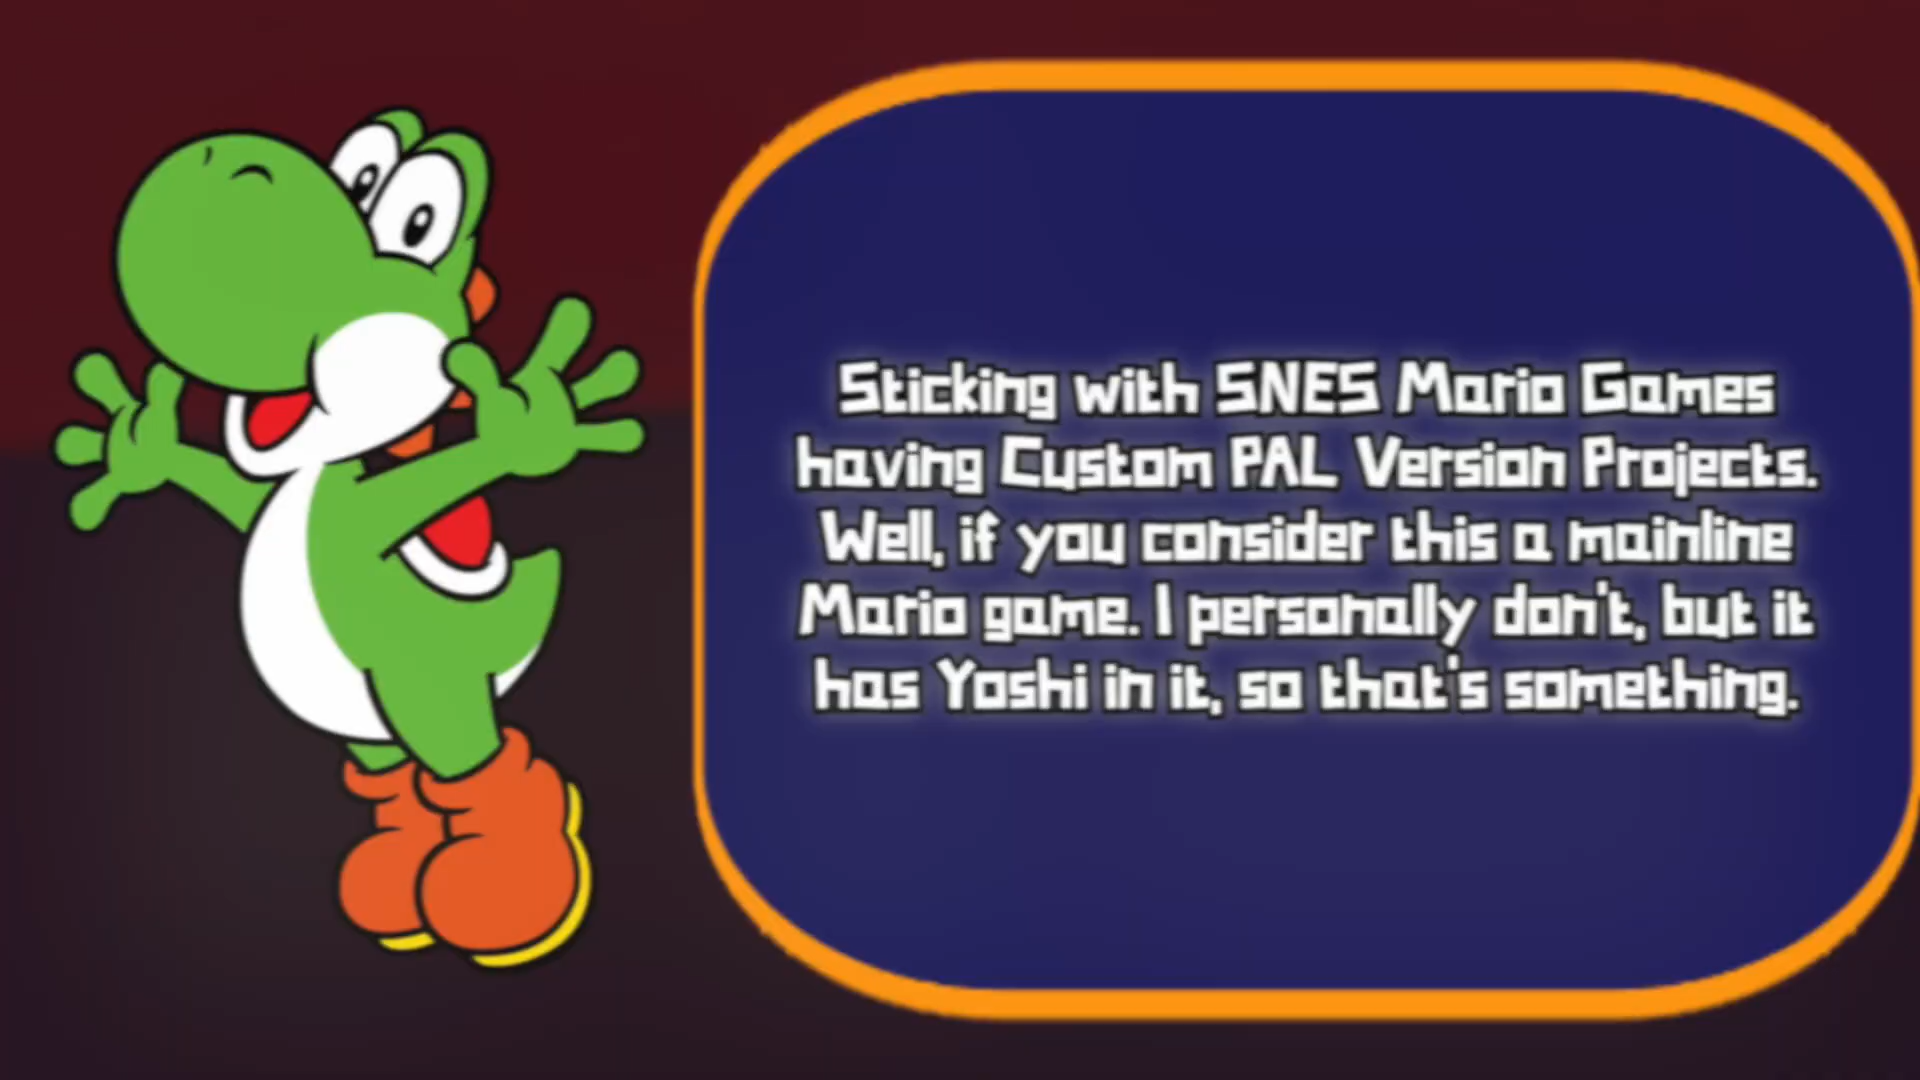 Sticking with SNES Mario Games
having Custom PAL Version Projects.
Well, if you consider this a mainline
Mario game. I personally don't, but it
has Yoshi in it, so that's something.